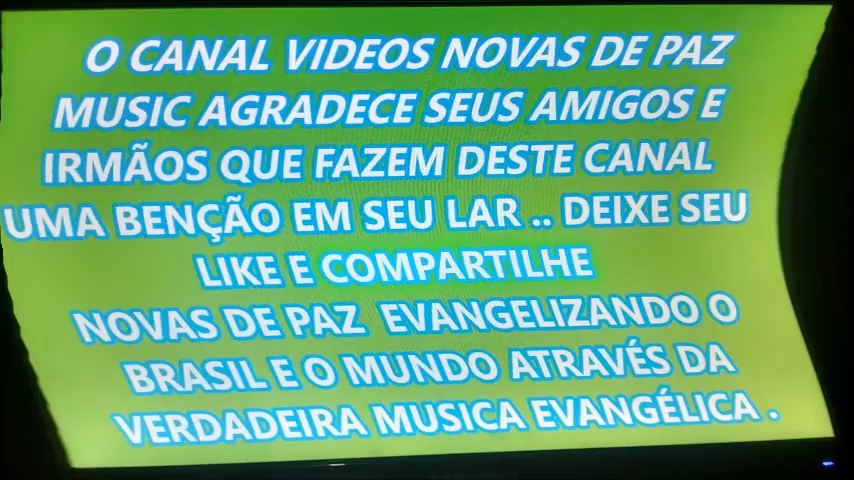 O CANAL VIDEOS NOVAS DE PAZ
MUSIC AGRADECE SEUS AMIGOS E
IRMÃOS QUE FAZEM DESTE CANAL
UMA BENÇÃO EM SEU LAR .. DEIXE SEU
LIKE E COMPARTILHE
NOVAS DE PAZ EVANGELIZANDO O
BRASIL E O MUNDO ATRAVÉS DA
VERDADEIRA MUSICA EVANGÉLICA .